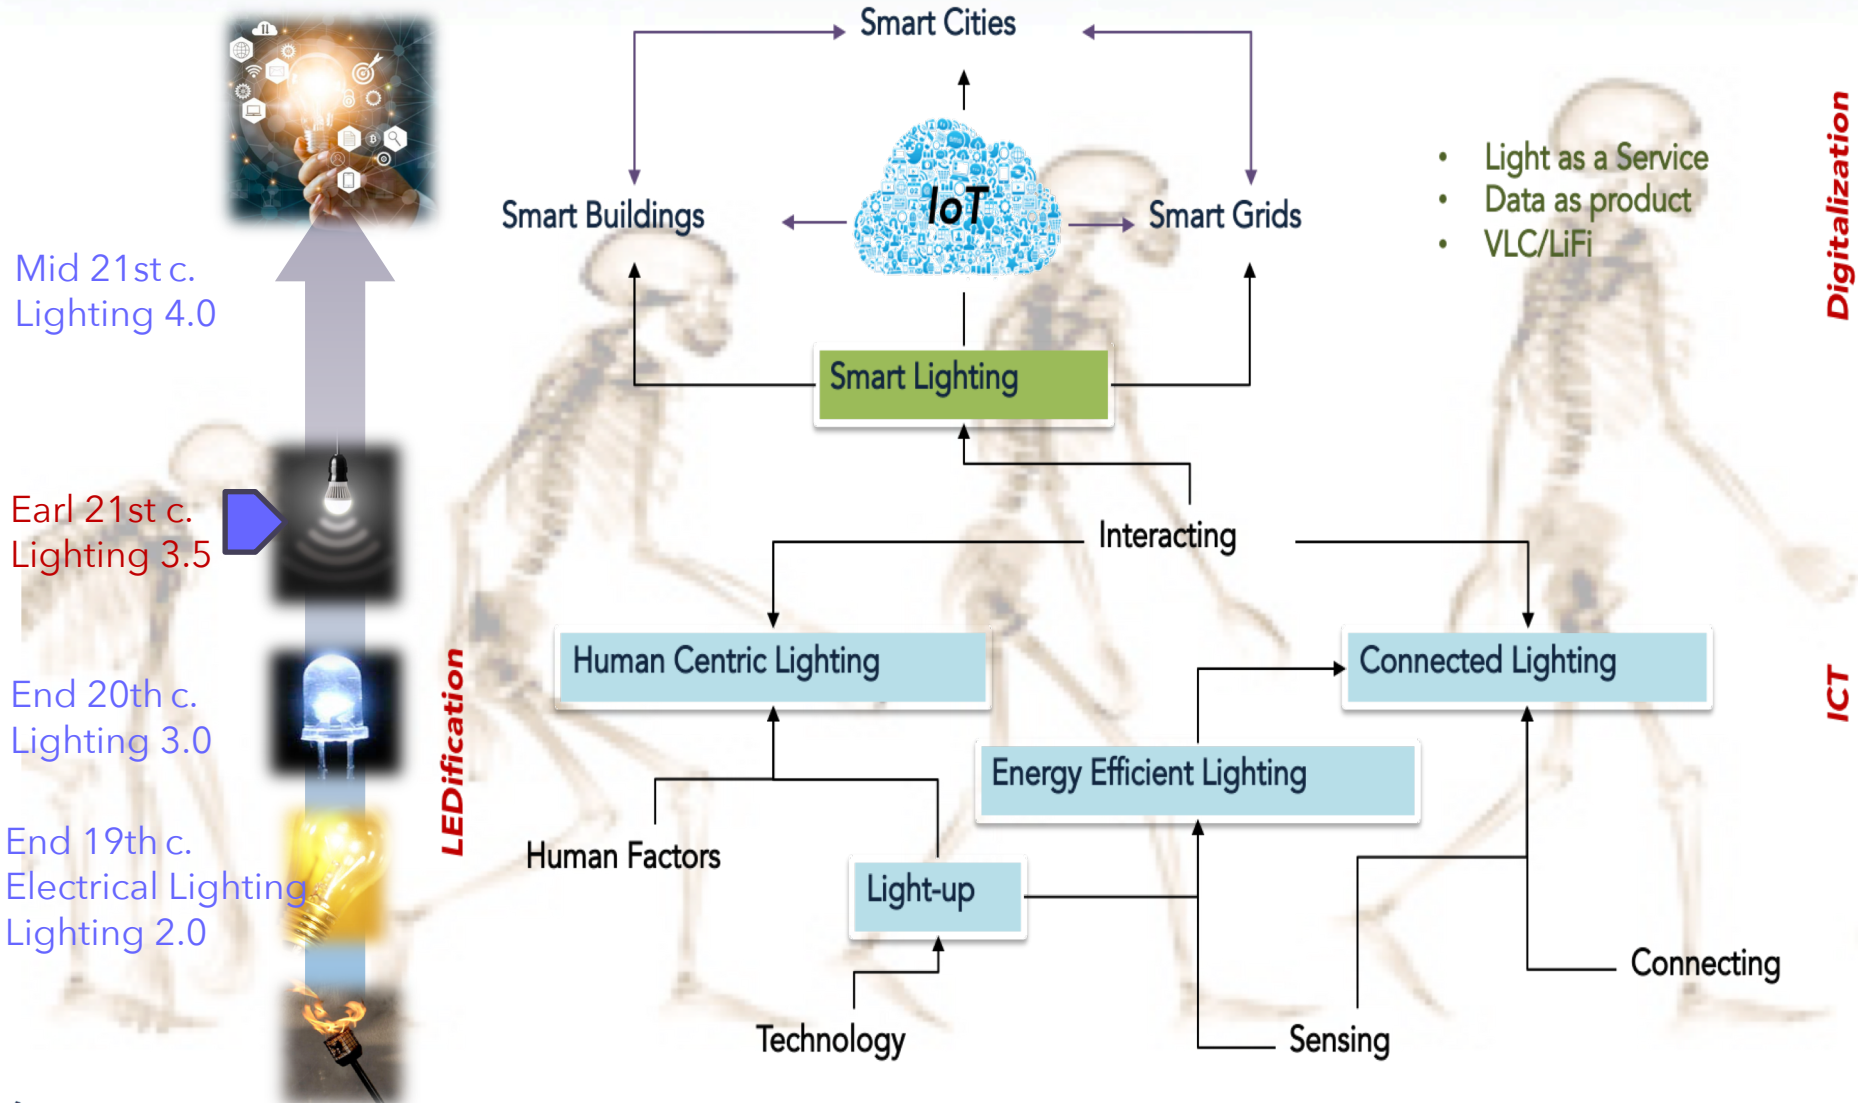 Smart Cities
IoT
Smart Buildings
Smart Grids
• Light as a Service
• Data as product
• VLC/LiFi
Digitalization
Mid 21st c.
Lighting 4.0
Smart Lighting
Earl 21st c.
Lighting 3.5
Interacting
Human Centric Lighting
Connected Lighting
ICT
End 20th c.
Lighting 3.0
LEDification
Energy Efficient Lighting
End 19th c.
Electrical Lighting
Lighting 2.0
Human Factors
Light-up
Connecting
Technology
Sensing